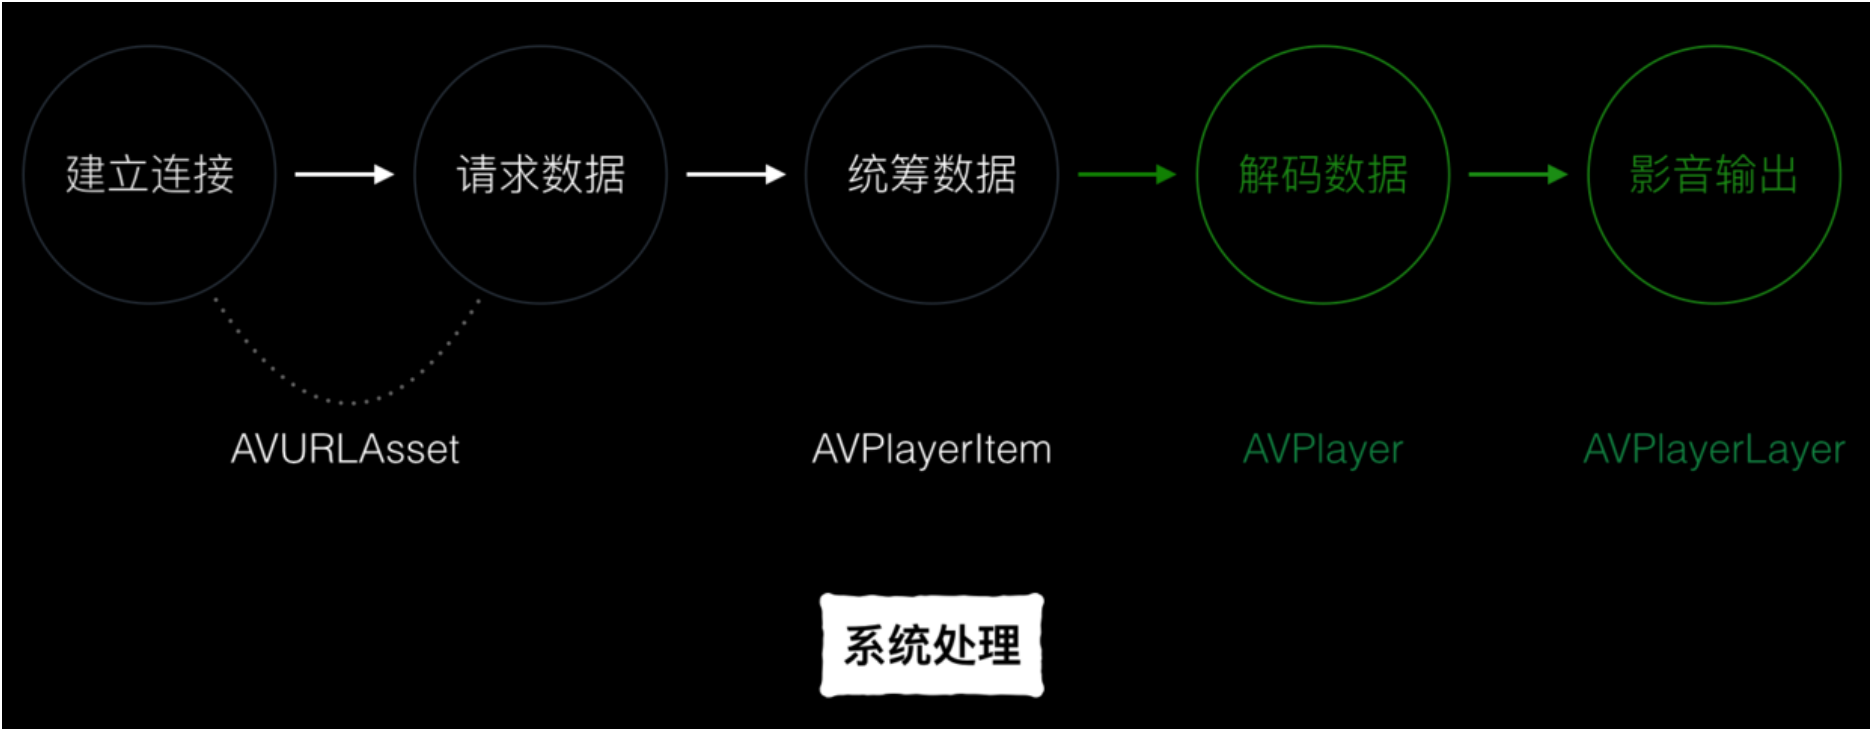 建立连接
请求数据
统筹数据
解码数据
影音输出
AVURLAsset
AVPlayerItem
AVPlayer
AVPlayerLayer
系统处理